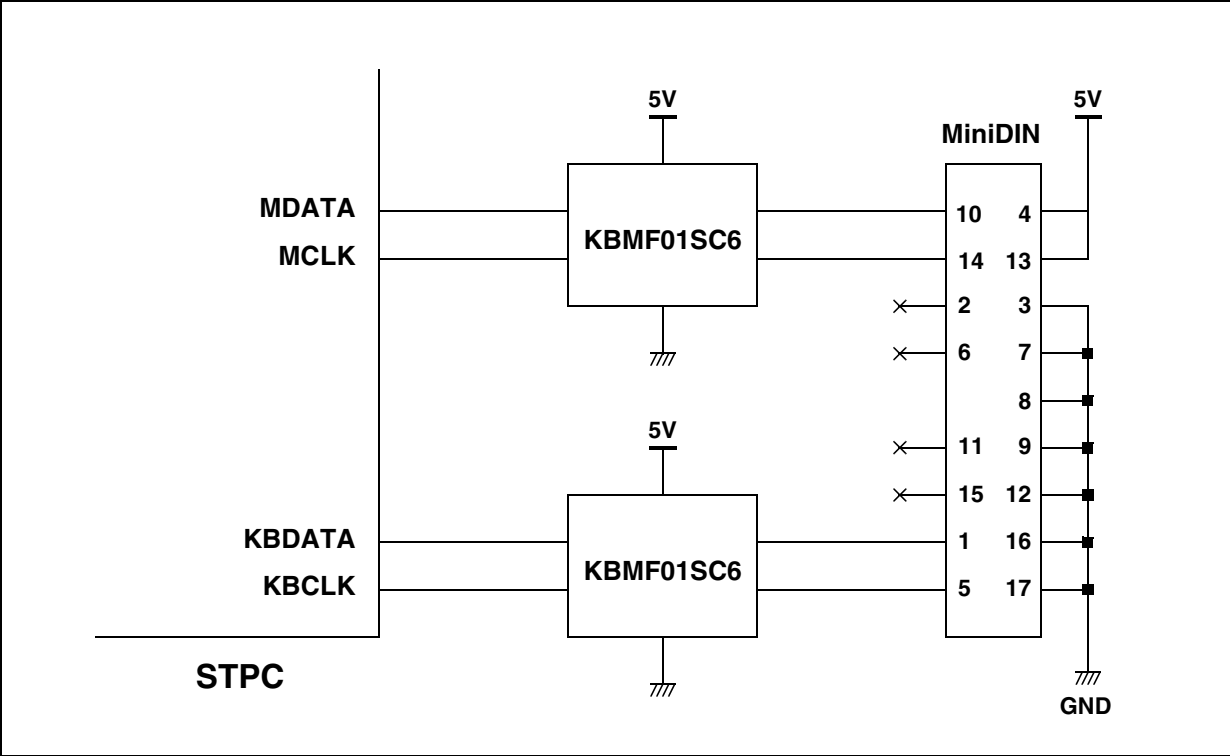 5V
5V
MiniDIN
MDATA
10 4
KBMF01SC6
MCLK
14 13
2 3
6 7
8
5V
11 9
15 12
KBDATA
1 16
KBMF01SC6
KBCLK
5 17
STPC
GND